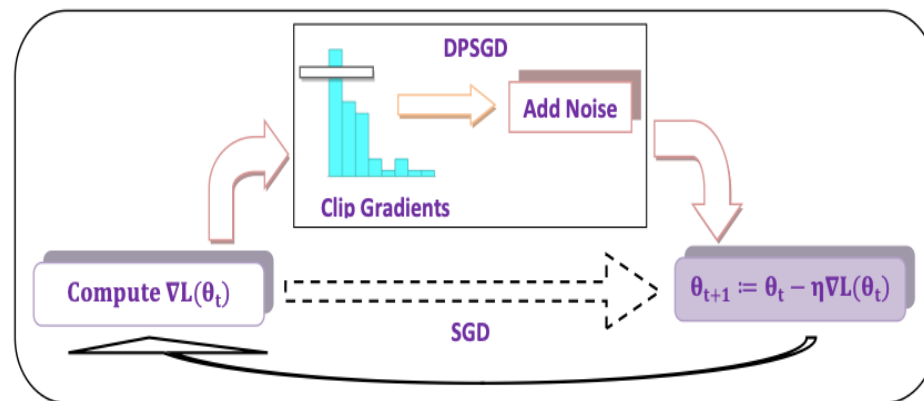 DPSGD
Add Noise
Clip Gradients
Compute ∇L(θₜ)
θₜ₊₁ ≔ θₜ − η∇L(θₜ)
SGD